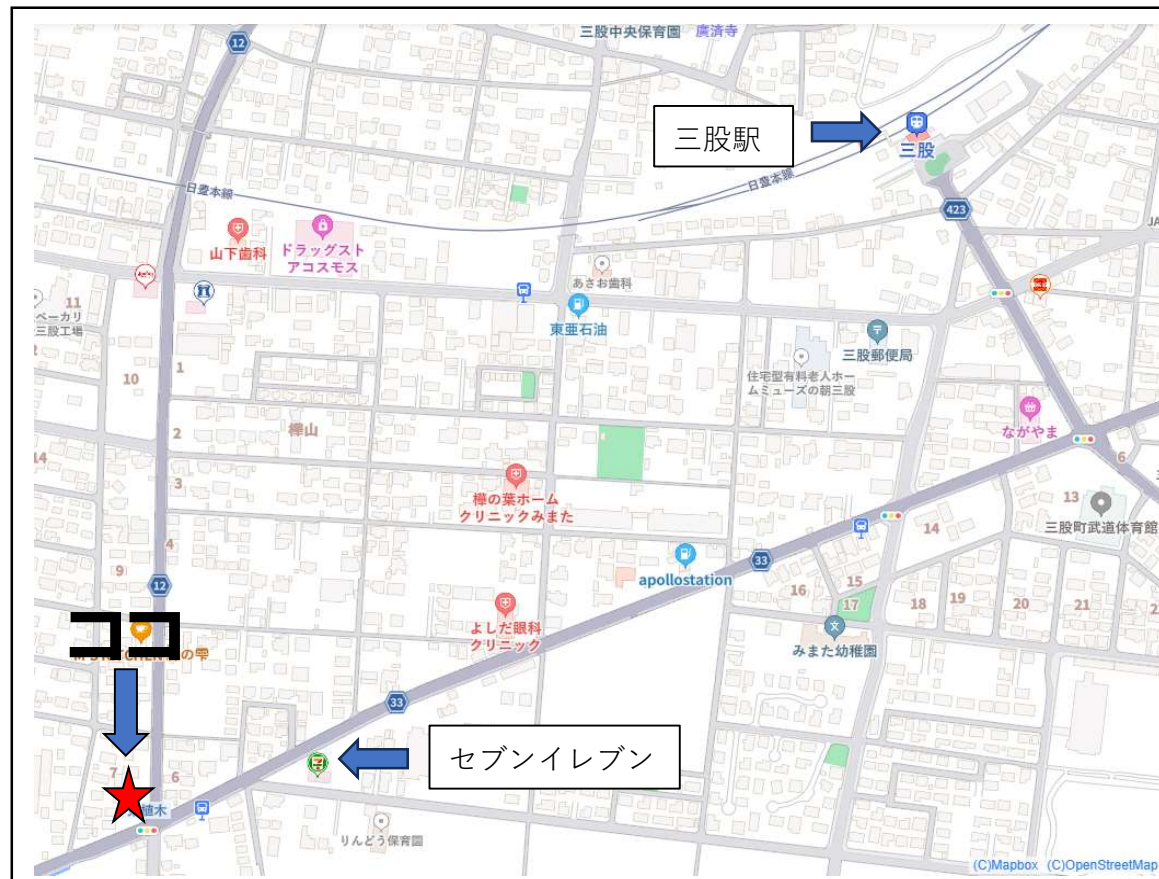 三股中央保育園
廣済寺
12
三股駅
三股
日豊本線
日豊本線
423
JA
山下歯科
ドラッグスト
アコスモス
あさお歯科
11
ベーカリ
三股工場
東亜石油
三股郵便局
住宅型有料老人ホー
ムミューズの朝三股
10
1
ながやま
2
樺山
14
6
3
樺の葉ホーム
クリニックみまた
13
三股町武道体育館
14
4
33
apollostation
9
12
16
15
17
18
19
20
21
22
ココ
の雫
よしだ眼科
クリニック
みまた幼稚園
33
セブンイレブン
7
6
植木
りんどう保育園
(C)Mapbox (C)OpenStreetMap